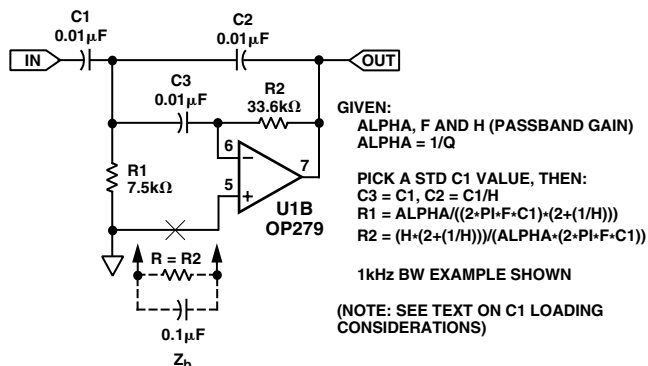 C1
0.01µF
C2
0.01µF
IN
OUT
C3
0.01µF
R2
33.6kΩ
R1
7.5kΩ
6
−
7
5
+
U1B
OP279
R = R2
0.1µF
Zb
GIVEN:
ALPHA, F AND H (PASSBAND GAIN)
ALPHA = 1/Q
PICK A STD C1 VALUE, THEN:
C3 = C1, C2 = C1/H
R1 = ALPHA/((2*PI*F*C1)*(2+(1/H)))
R2 = (H*(2+(1/H)))/(ALPHA*(2*PI*F*C1))
1kHz BW EXAMPLE SHOWN
(NOTE: SEE TEXT ON C1 LOADING
CONSIDERATIONS)